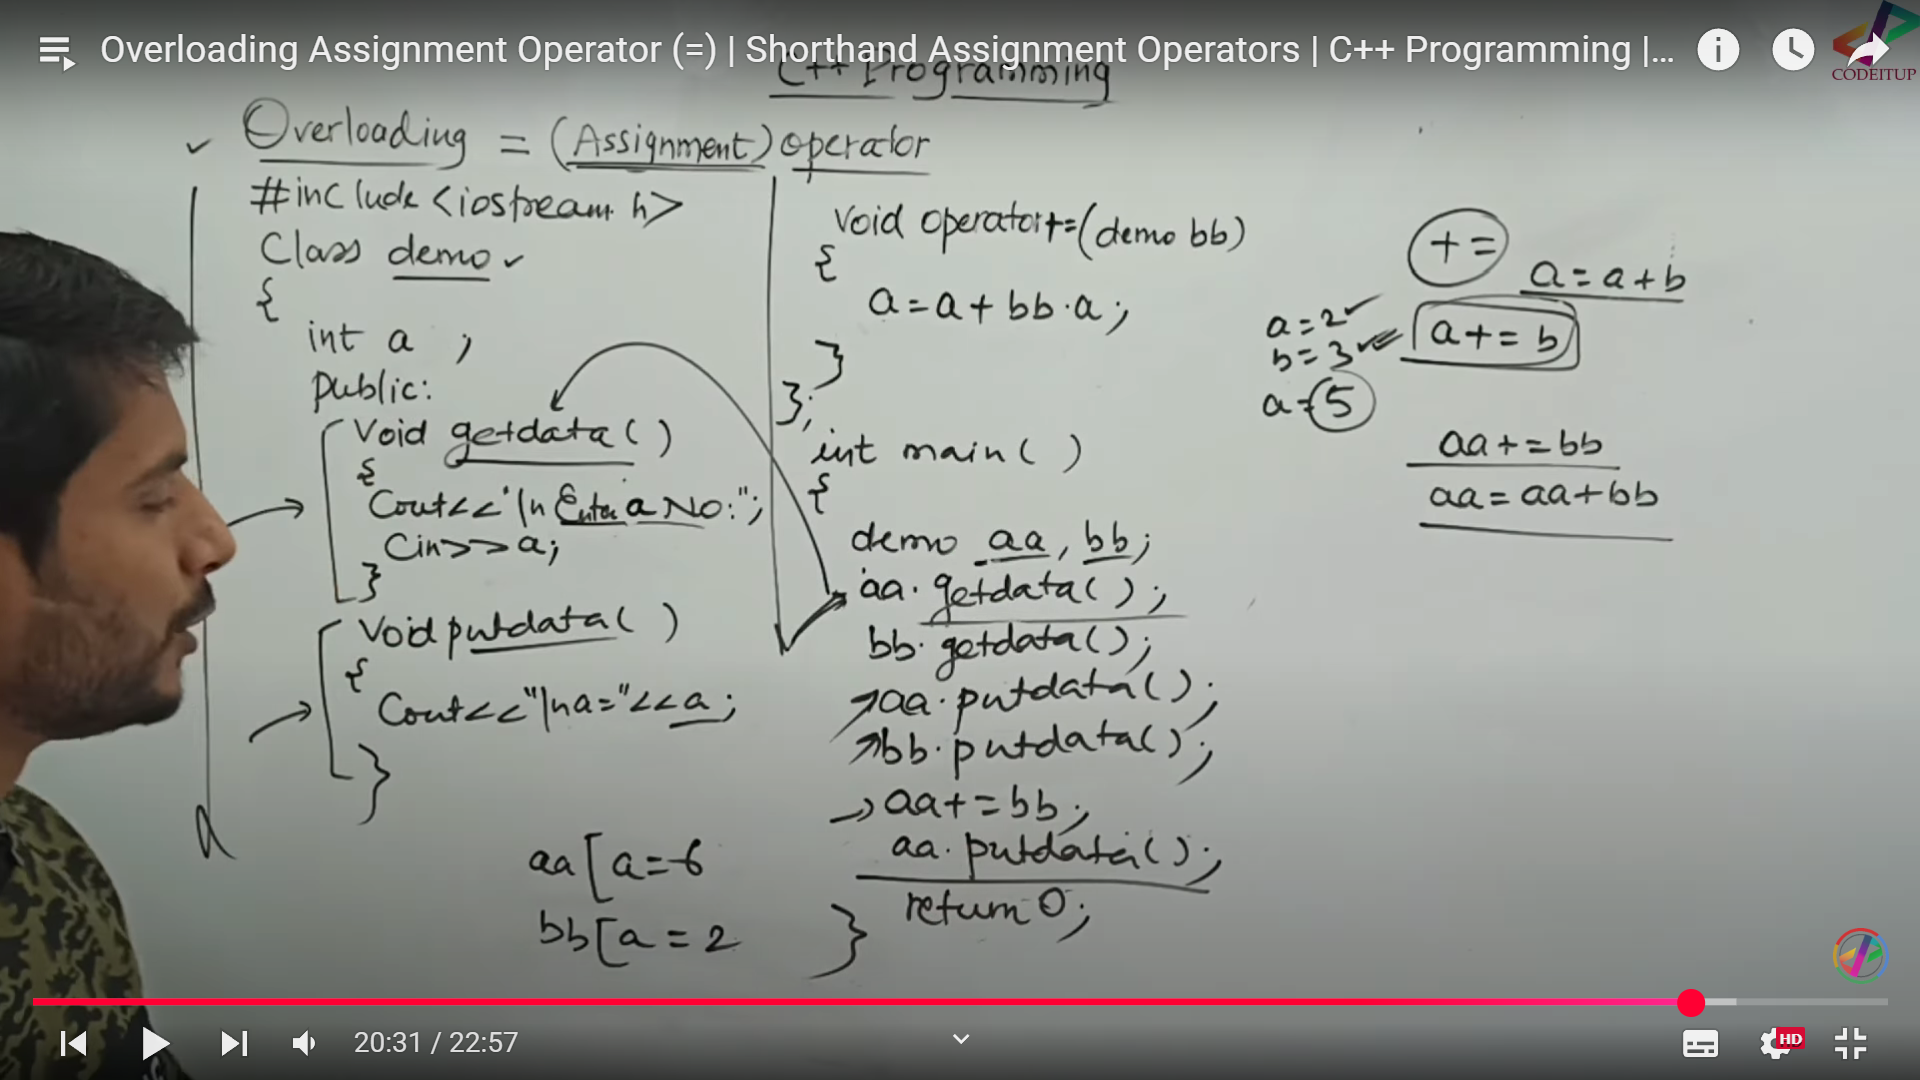 Overloading Assignment Operator (=) | Shorthand Assignment Operators | C++ Programming |...
CODEITUP
C++ Programming
Overloading = (Assignment) operator
#include <iostream.h>
Class demo
{
int a ;
public:
Void getdata( )
{
Cout<<"\n Enter a No:";
Cin>>a;
}
Void putdata( )
{
Cout<<"\na="<<a;
}
aa[a=6
bb[a=2
void operator+=(demo bb)
{
a=a+bb.a;
}
};
int main( )
{
demo aa, bb;
aa.getdata( );
bb.getdata();
aa.putdata( );
bb.putdata( );
aa+=bb;
aa.putdata( );
return 0;
}
+=
a=a+b
a=2
a+=b
b=3
a=5
aa+=bb
aa=aa+bb
20:31 / 22:57
HD